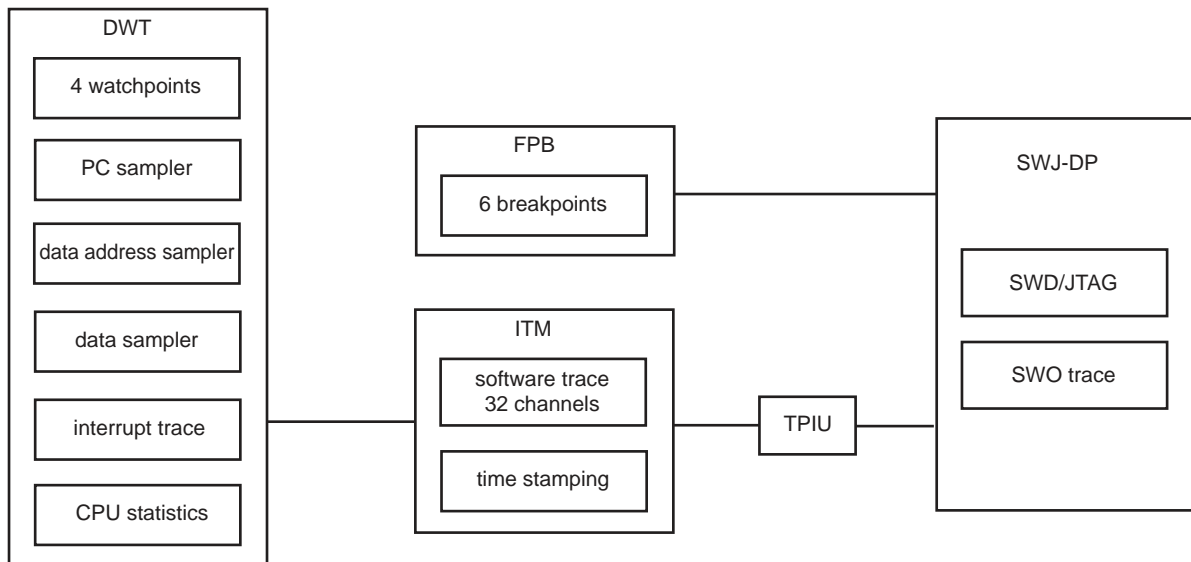 DWT
4 watchpoints
PC sampler
data address sampler
data sampler
interrupt trace
CPU statistics
FPB
6 breakpoints
ITM
software trace
32 channels
time stamping
TPIU
SWJ-DP
SWD/JTAG
SWO trace